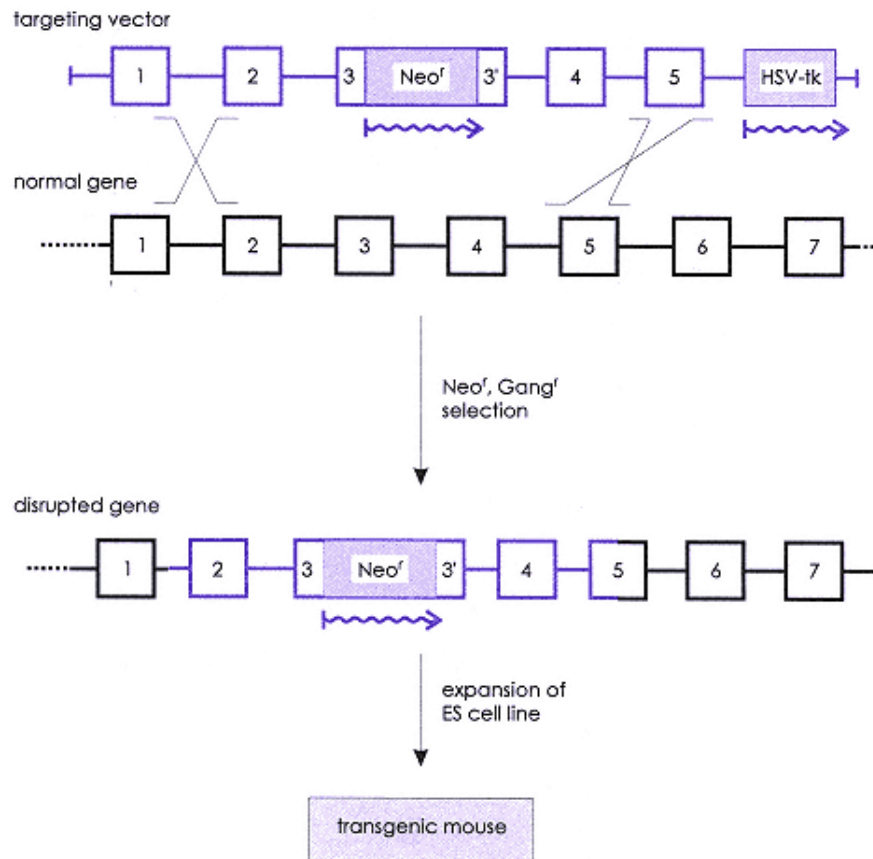 targeting vector
1 2 3 Neoʳ 3' 4 5 HSV-tk
normal gene
1 2 3 4 5 6 7
Neoʳ, Gangʳ
selection
disrupted gene
1 2 3 Neoʳ 3' 4 5 6 7
expansion of
ES cell line
transgenic mouse